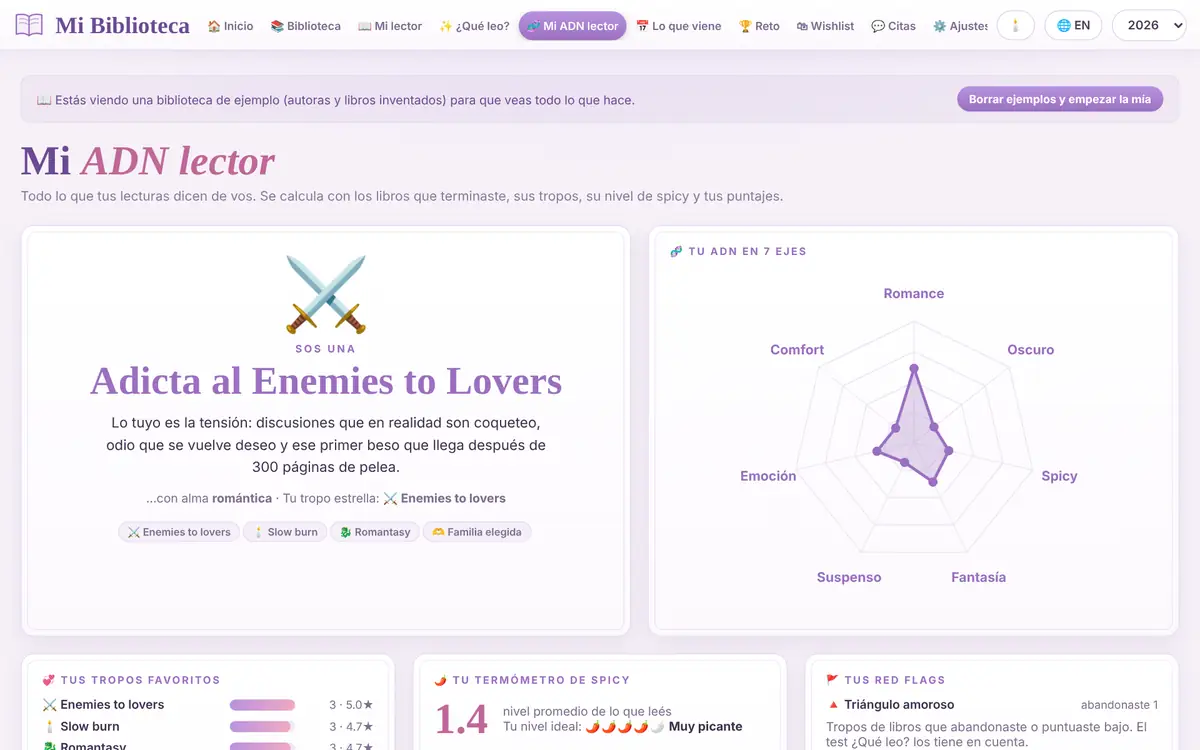 Mi Biblioteca
🏠 Inicio
📚 Biblioteca
📖 Mi lector
✨ ¿Qué leo?
🧬 Mi ADN lector
📅 Lo que viene
🏆 Reto
🛍 Wishlist
💬 Citas
⚙️ Ajustes
🌐 EN
2026
📖 Estás viendo una biblioteca de ejemplo (autoras y libros inventados) para que veas todo lo que hace.
Borrar ejemplos y empezar la mía
Mi ADN lector
Todo lo que tus lecturas dicen de vos. Se calcula con los libros que terminaste, sus tropos, su nivel de spicy y tus puntajes.
SOS UNA
Adicta al Enemies to Lovers
Lo tuyo es la tensión: discusiones que en realidad son coqueteo,
odio que se vuelve deseo y ese primer beso que llega después de
300 páginas de pelea.
...con alma romántica · Tu tropo estrella: ⚔️ Enemies to lovers
⚔️ Enemies to lovers
🕯️ Slow burn
🐉 Romantasy
🫶 Familia elegida
🧬 TU ADN EN 7 EJES
Romance
Comfort
Oscuro
Emoción
Spicy
Suspenso
Fantasía
💞 TUS TROPOS FAVORITOS
⚔️ Enemies to lovers 3 · 5.0★
🕯️ Slow burn 3 · 4.7★
🐉 Romantasy 3 · 4.7★
🌶️ TU TERMÓMETRO DE SPICY
1.4
nivel promedio de lo que leés
Tu nivel ideal: 🌶️🌶️🌶️🌶️🌶️ Muy picante
🚩 TUS RED FLAGS
🔺 Triángulo amoroso abandonaste 1
Tropos de libros que abandonaste o puntuaste bajo. El
test ¿Qué leo? los tiene en cuenta.